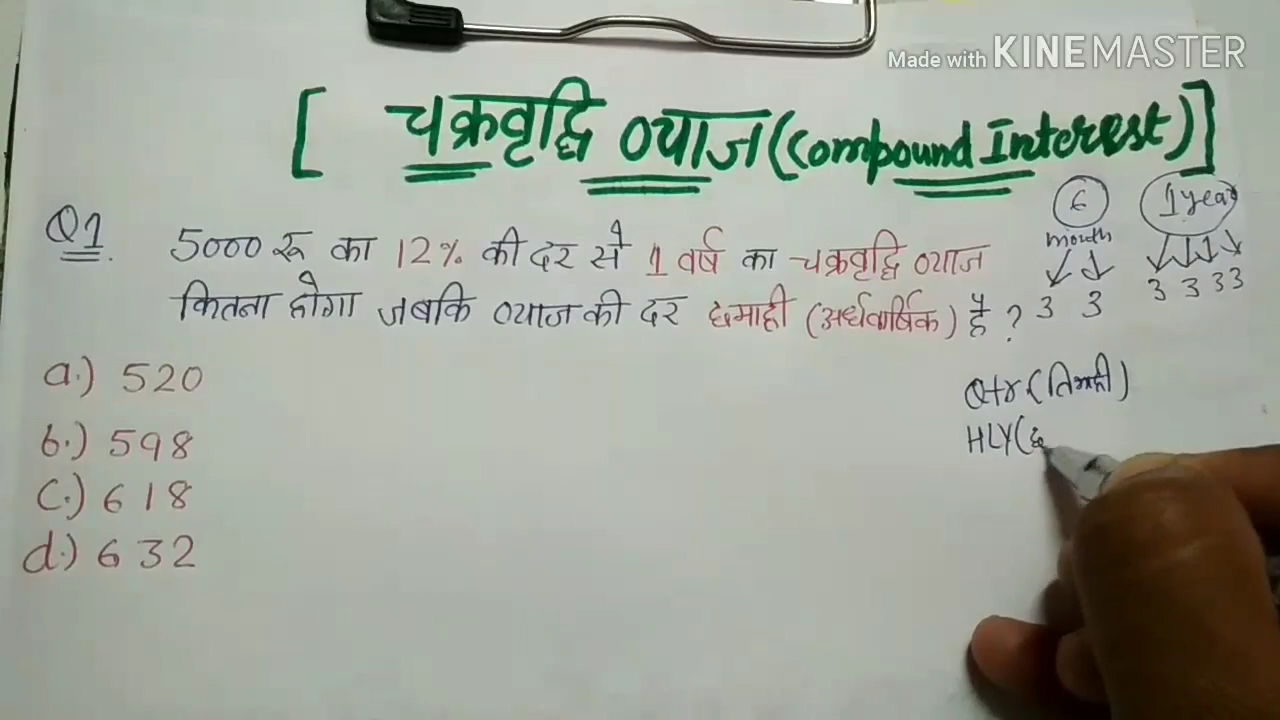 Made with KINEMASTER
[ चक्रवृद्धि ब्याज (Compound Interest) ]
Q1. 5000 रू का 12% की दर से 1 वर्ष का चक्रवृद्धि ब्याज
कितना होगा जबकि ब्याज की दर छमाही (अर्धवार्षिक) है ?
a.) 520
b.) 598
c.) 618
d.) 632
6 month
3 3
1 year
3 3 3 3
Qtr (तिमाही)
HLY (छ